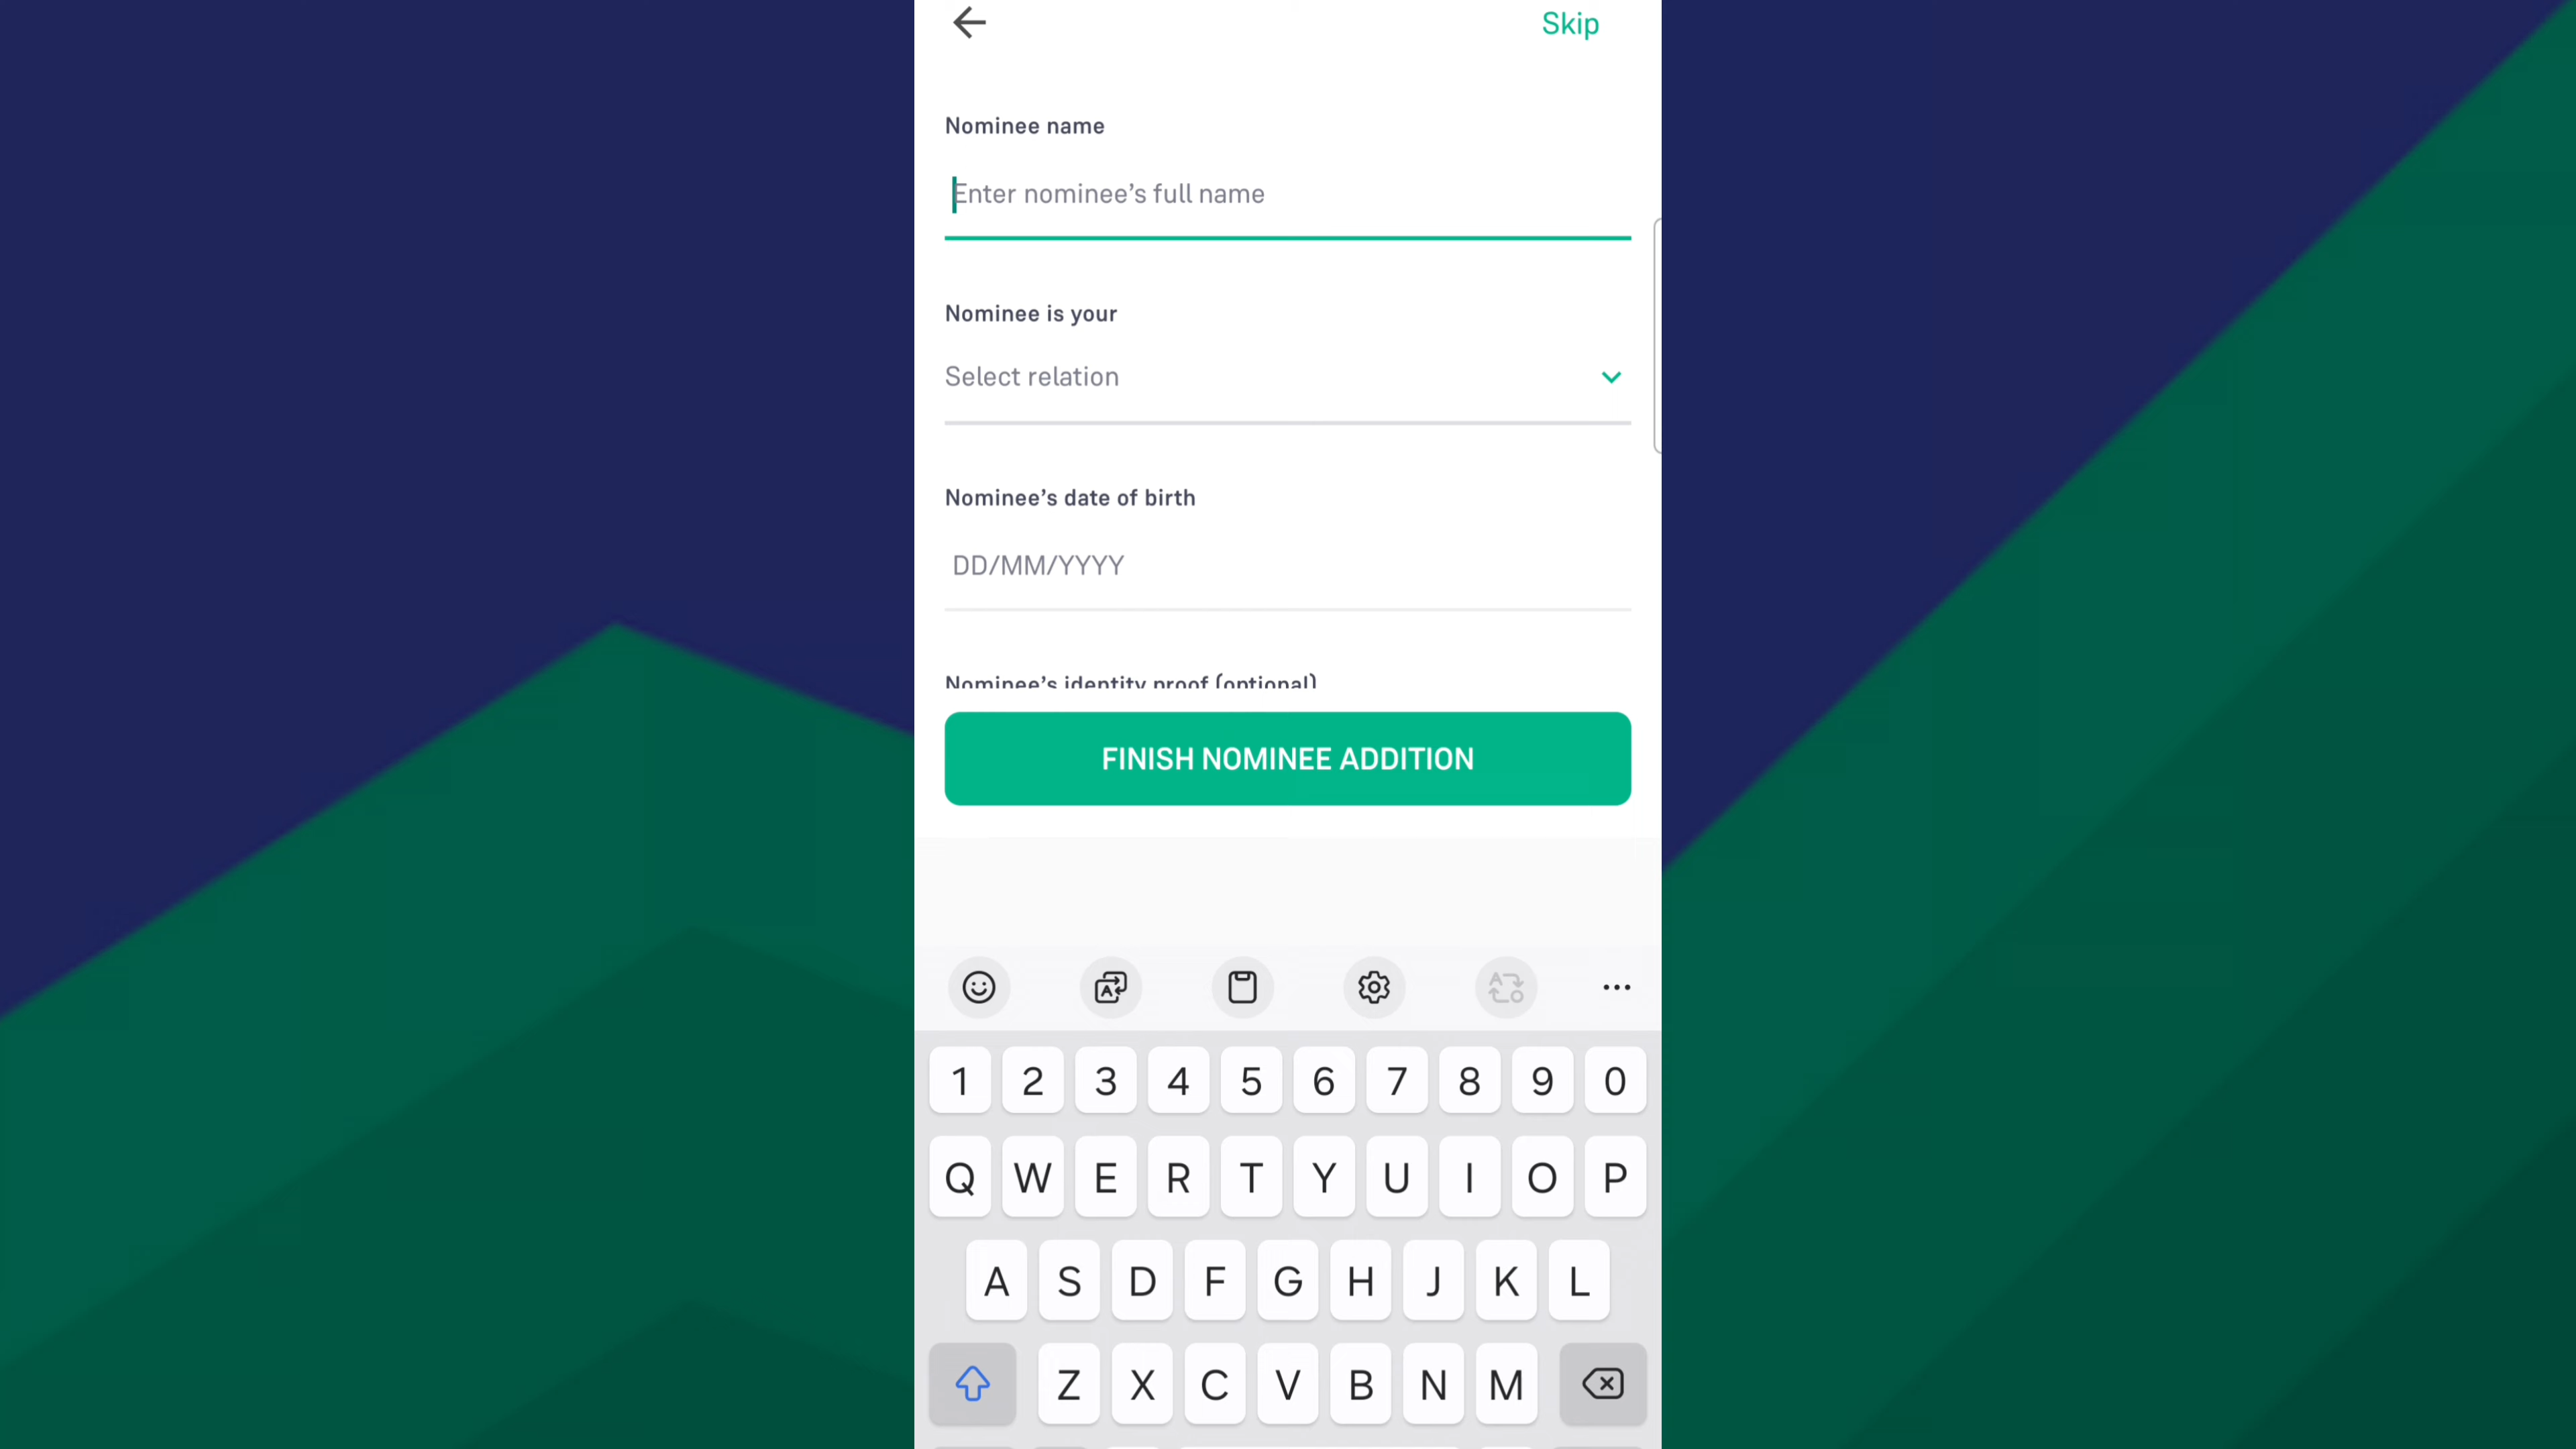 Skip
Nominee name
Enter nominee’s full name
Nominee is your
Select relation
Nominee’s date of birth
DD/MM/YYYY
Nominee’s identity proof (optional)
FINISH NOMINEE ADDITION
1 2 3 4 5 6 7 8 9 0
Q W E R T Y U I O P
A S D F G H J K L
Z X C V B N M